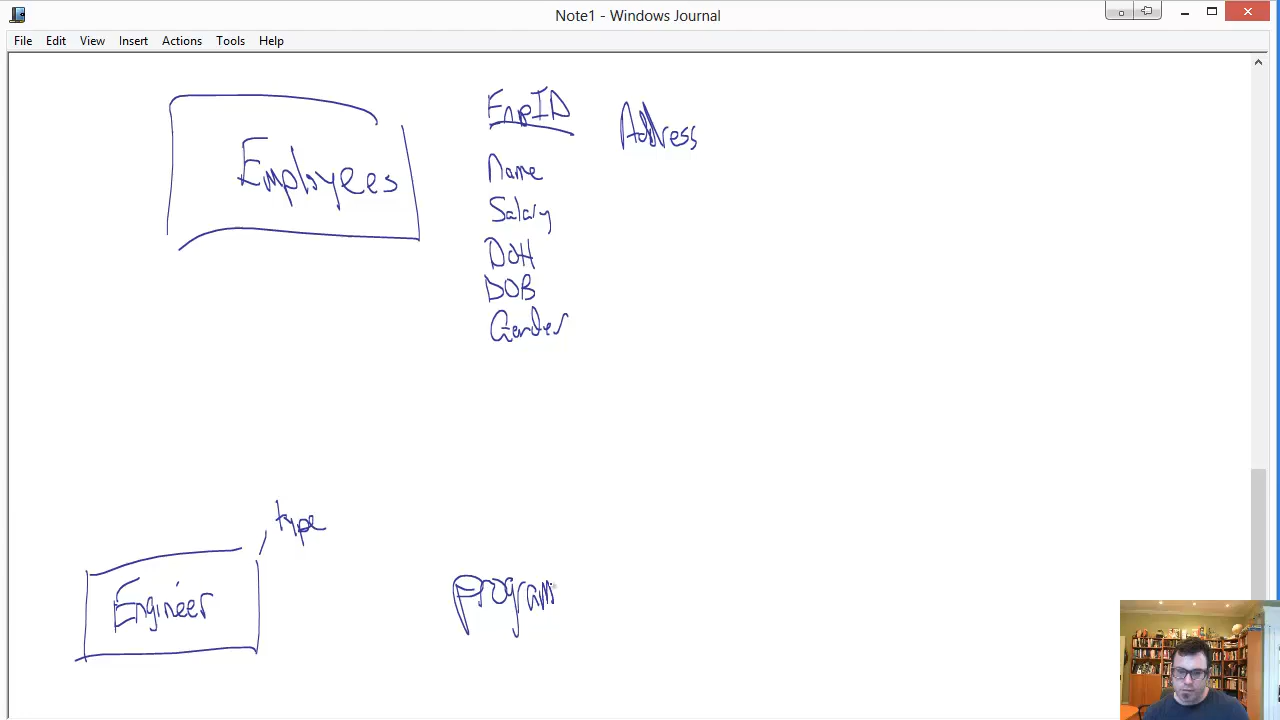 Note1 - Windows Journal
File Edit View Insert Actions Tools Help
Employees
EmpID
Name
Salary
DOH
DOB
Gender
Address
type
Engineer
program